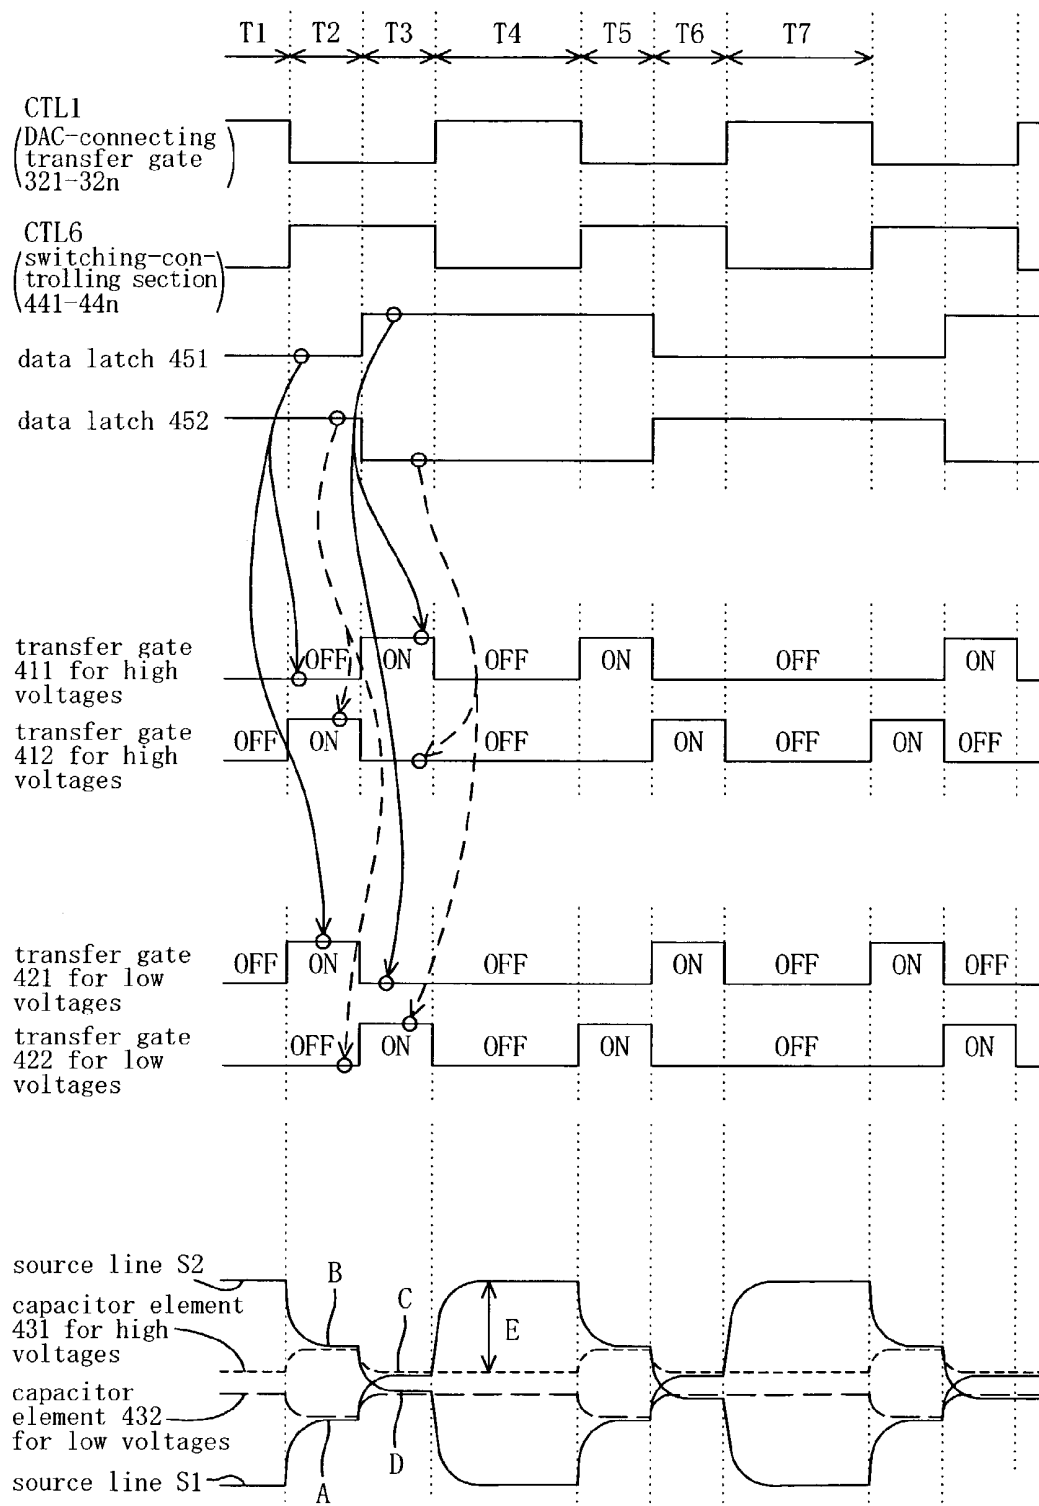 T1 T2 T3 T4 T5 T6 T7
CTL1
(DAC-connecting
transfer gate
321-32n)
CTL6
(switching-con-
trolling section
441-44n)
data latch 451
data latch 452
transfer gate
411 for high
voltages
OFF ON OFF ON OFF ON
transfer gate
412 for high
voltages
OFF ON OFF ON OFF ON OFF
transfer gate
421 for low
voltages
OFF ON OFF ON OFF ON OFF
transfer gate
422 for low
voltages
OFF ON OFF ON OFF ON
source line S2
B
capacitor element
431 for high
voltages
C
E
capacitor
element 432
for low voltages
source line S1
A
D